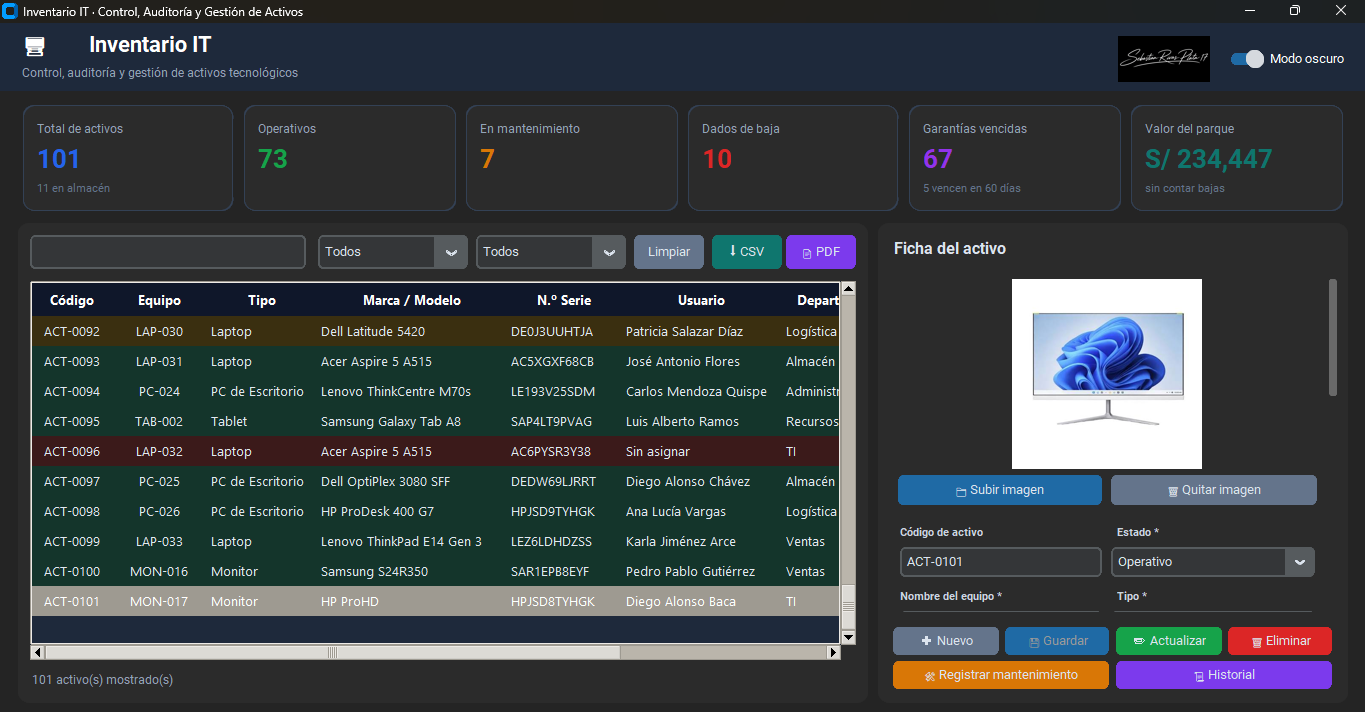 Inventario IT · Control, Auditoría y Gestión de Activos
Inventario IT
Control, auditoría y gestión de activos tecnológicos
Modo oscuro
Total de activos
101
11 en almacén
Operativos
73
En mantenimiento
7
Dados de baja
10
Garantías vencidas
67
5 vencen en 60 días
Valor del parque
S/ 234,447
sin contar bajas
Todos Todos Limpiar CSV PDF
Código Equipo Tipo Marca / Modelo N.º Serie Usuario Depart
ACT-0092 LAP-030 Laptop Dell Latitude 5420 DE0J3UUHTJA Patricia Salazar Díaz Logística
ACT-0093 LAP-031 Laptop Acer Aspire 5 A515 AC5XGXF68CB José Antonio Flores Almacén
ACT-0094 PC-024 PC de Escritorio Lenovo ThinkCentre M70s LE193V25SDM Carlos Mendoza Quispe Administr
ACT-0095 TAB-002 Tablet Samsung Galaxy Tab A8 SAP4LT9PVAG Luis Alberto Ramos Recursos
ACT-0096 LAP-032 Laptop Acer Aspire 5 A515 AC6PYSR3Y38 Sin asignar TI
ACT-0097 PC-025 PC de Escritorio Dell OptiPlex 3080 SFF DEDW69LJRRT Diego Alonso Chávez Almacén
ACT-0098 PC-026 PC de Escritorio HP ProDesk 400 G7 HPJSD9TYHGK Ana Lucía Vargas Logística
ACT-0099 LAP-033 Laptop Lenovo ThinkPad E14 Gen 3 LEZ6LDHDZSS Karla Jiménez Arce Ventas
ACT-0100 MON-016 Monitor Samsung S24R350 SAR1EPB8EYF Pedro Pablo Gutiérrez Ventas
ACT-0101 MON-017 Monitor HP ProHD HPJSD8TYHGK Diego Alonso Baca TI
101 activo(s) mostrado(s)
Ficha del activo
Subir imagen Quitar imagen
Código de activo Estado *
ACT-0101 Operativo
Nombre del equipo * Tipo *
Nuevo Guardar Actualizar Eliminar
Registrar mantenimiento Historial